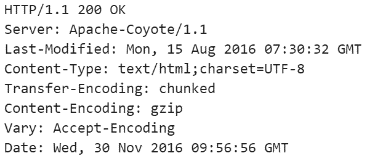 HTTP/1.1 200 OK
Server: Apache-Coyote/1.1
Last-Modified: Mon, 15 Aug 2016 07:30:32 GMT
Content-Type: text/html;charset=UTF-8
Transfer-Encoding: chunked
Content-Encoding: gzip
Vary: Accept-Encoding
Date: Wed, 30 Nov 2016 09:56:56 GMT